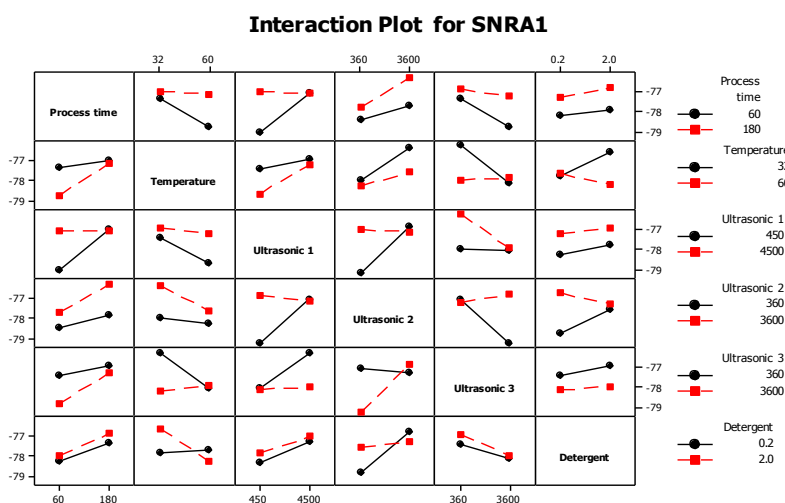 Interaction Plot for SNRA1
32 60
360 3600
0.2 2.0
Process time
-77
-78
-79
Process
time
60
180
-77
-78
-79
Temperature
Temperature
Ultrasonic 1
-77
-78
-79
Ultrasonic 1
450
4500
-77
-78
-79
Ultrasonic 2
Ultrasonic 2
360
3600
Ultrasonic 3
-77
-78
-79
Ultrasonic 3
360
3600
-77
-78
-79
Detergent
Detergent
0.2
2.0
60 180
450 4500
360 3600